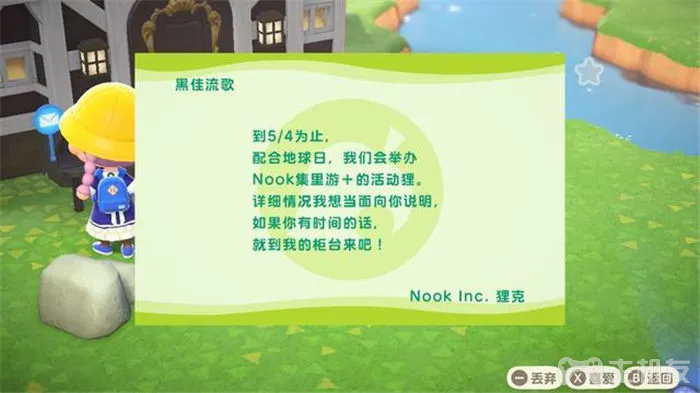 黑佳流歌
到5/4为止，
配合地球日，我们会举办
Nook集里游＋的活动狸。
详细情况我想当面向你说明，
如果你有时间的话，
就到我的柜台来吧！
Nook Inc. 狸克
丢弃 X 喜爱 B 返回